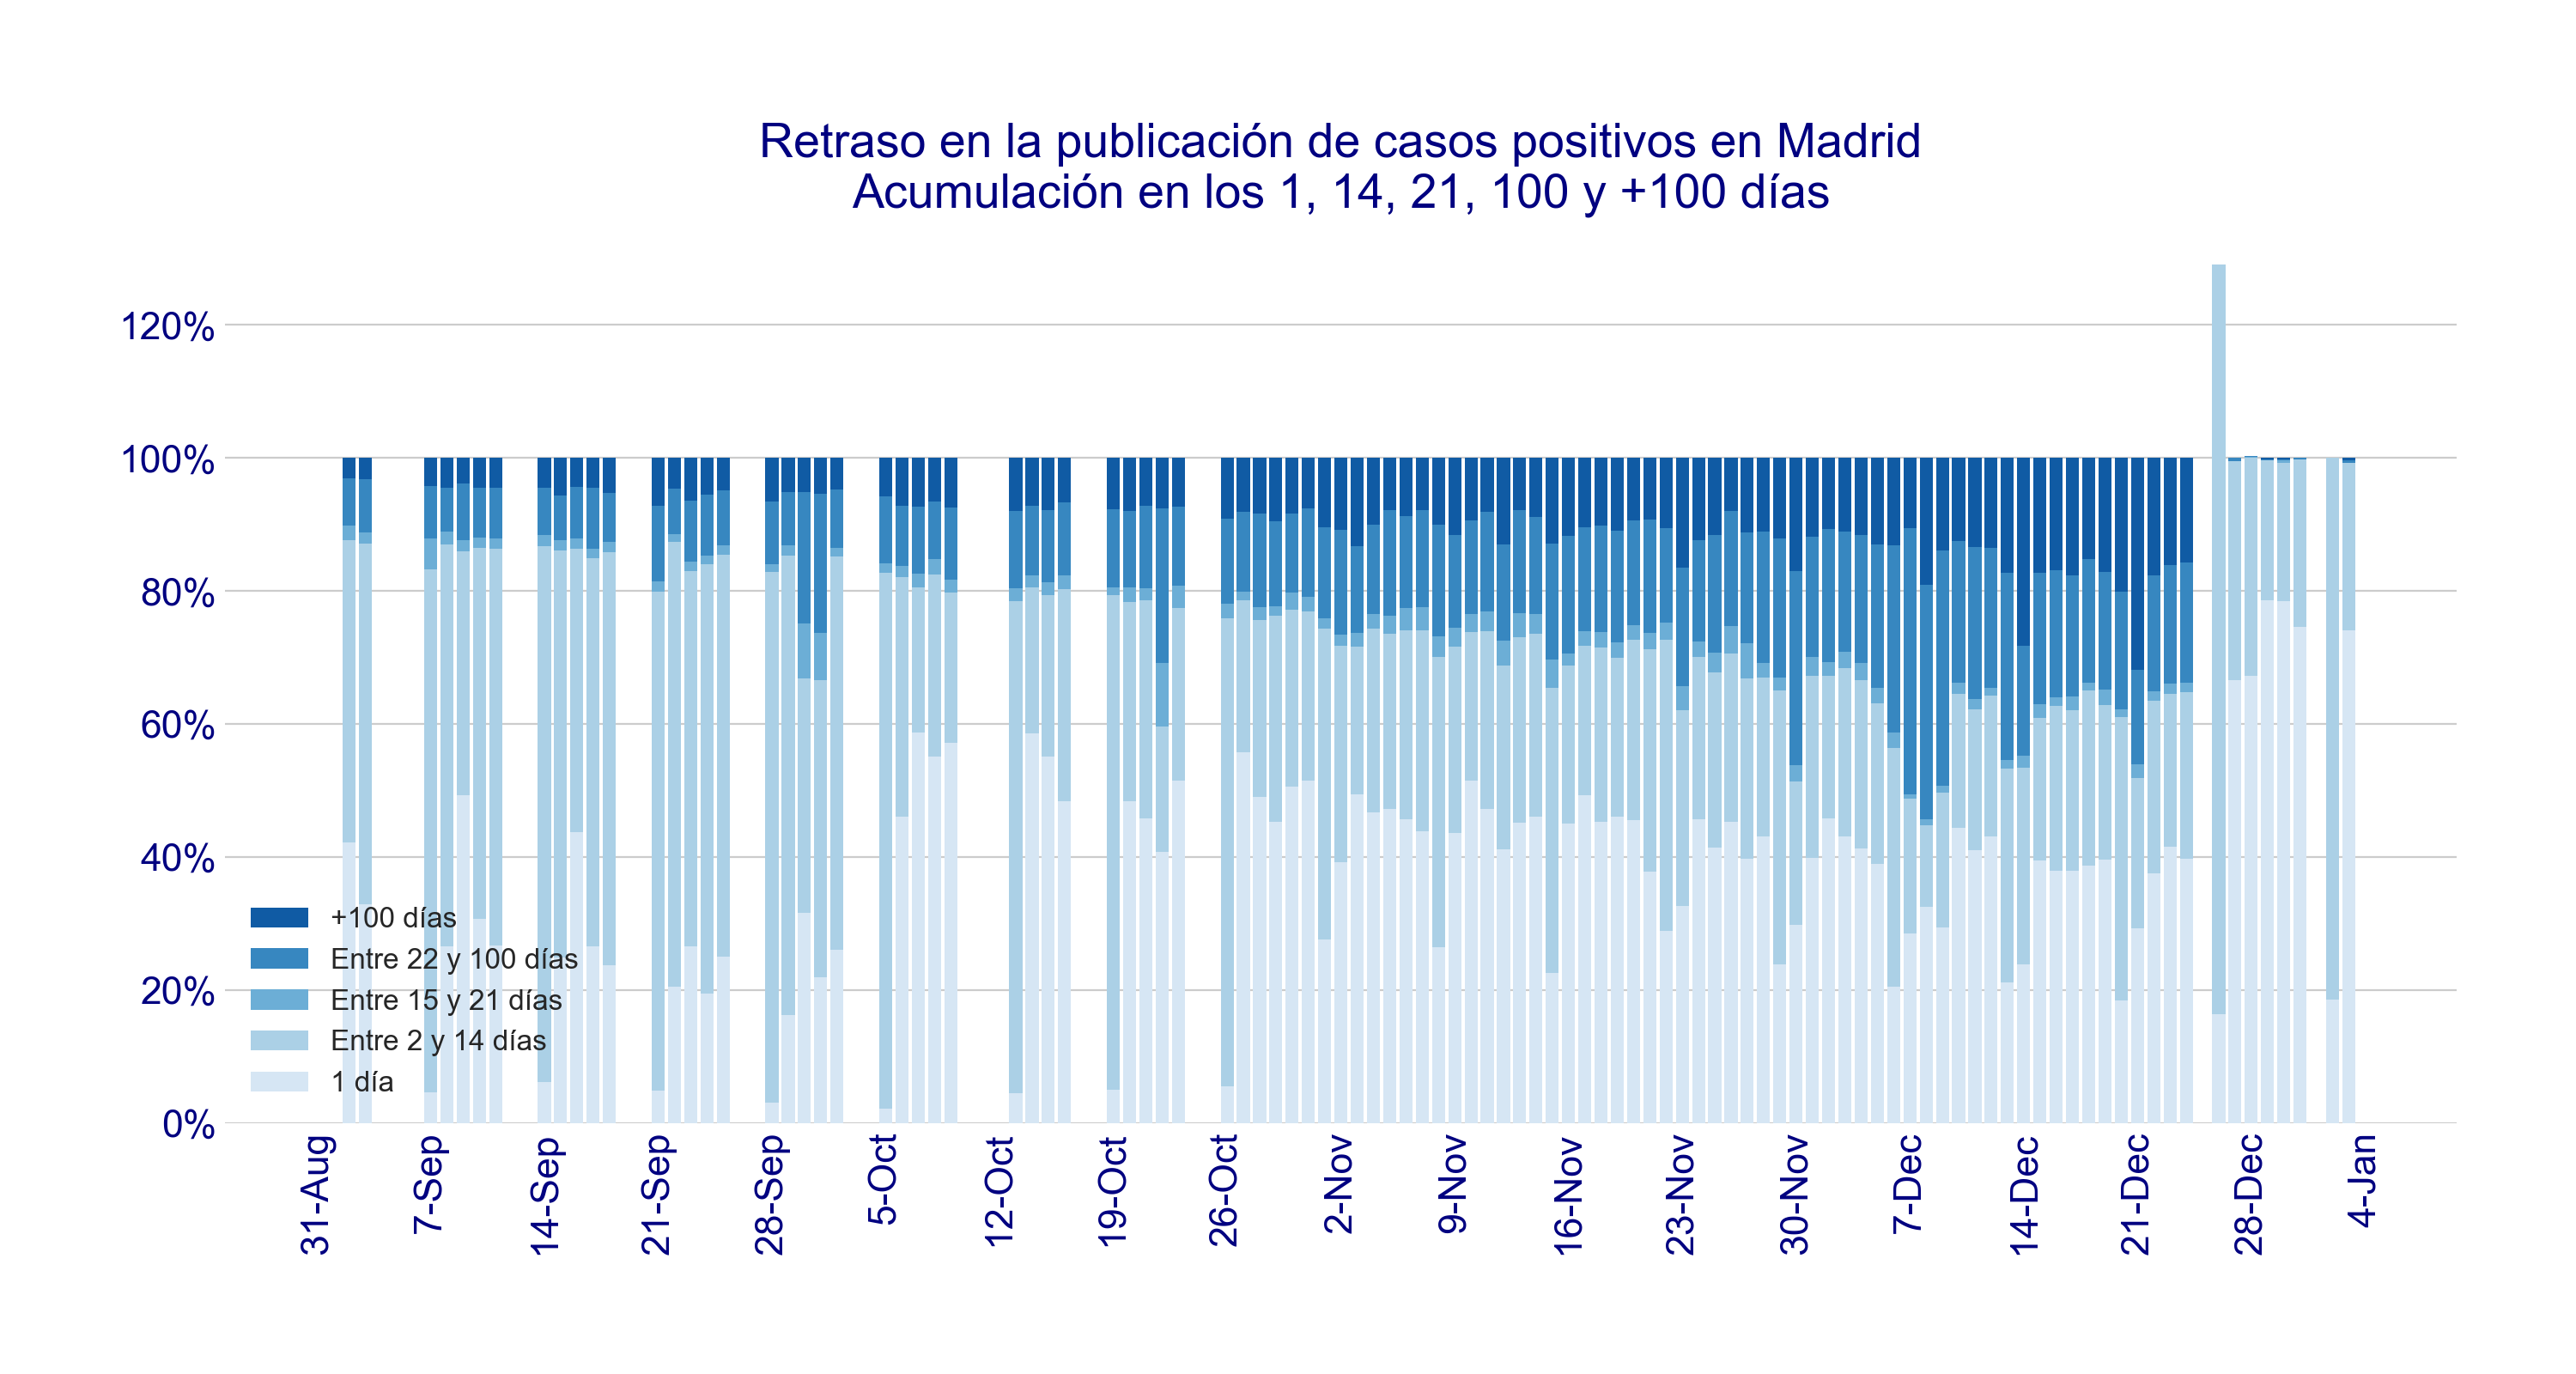 Retraso en la publicación de casos positivos en Madrid
Acumulación en los 1, 14, 21, 100 y +100 días
120%
100%
80%
60%
40%
20%
0%
+100 días
Entre 22 y 100 días
Entre 15 y 21 días
Entre 2 y 14 días
1 día
31-Aug
7-Sep
14-Sep
21-Sep
28-Sep
5-Oct
12-Oct
19-Oct
26-Oct
2-Nov
9-Nov
16-Nov
23-Nov
30-Nov
7-Dec
14-Dec
21-Dec
28-Dec
4-Jan